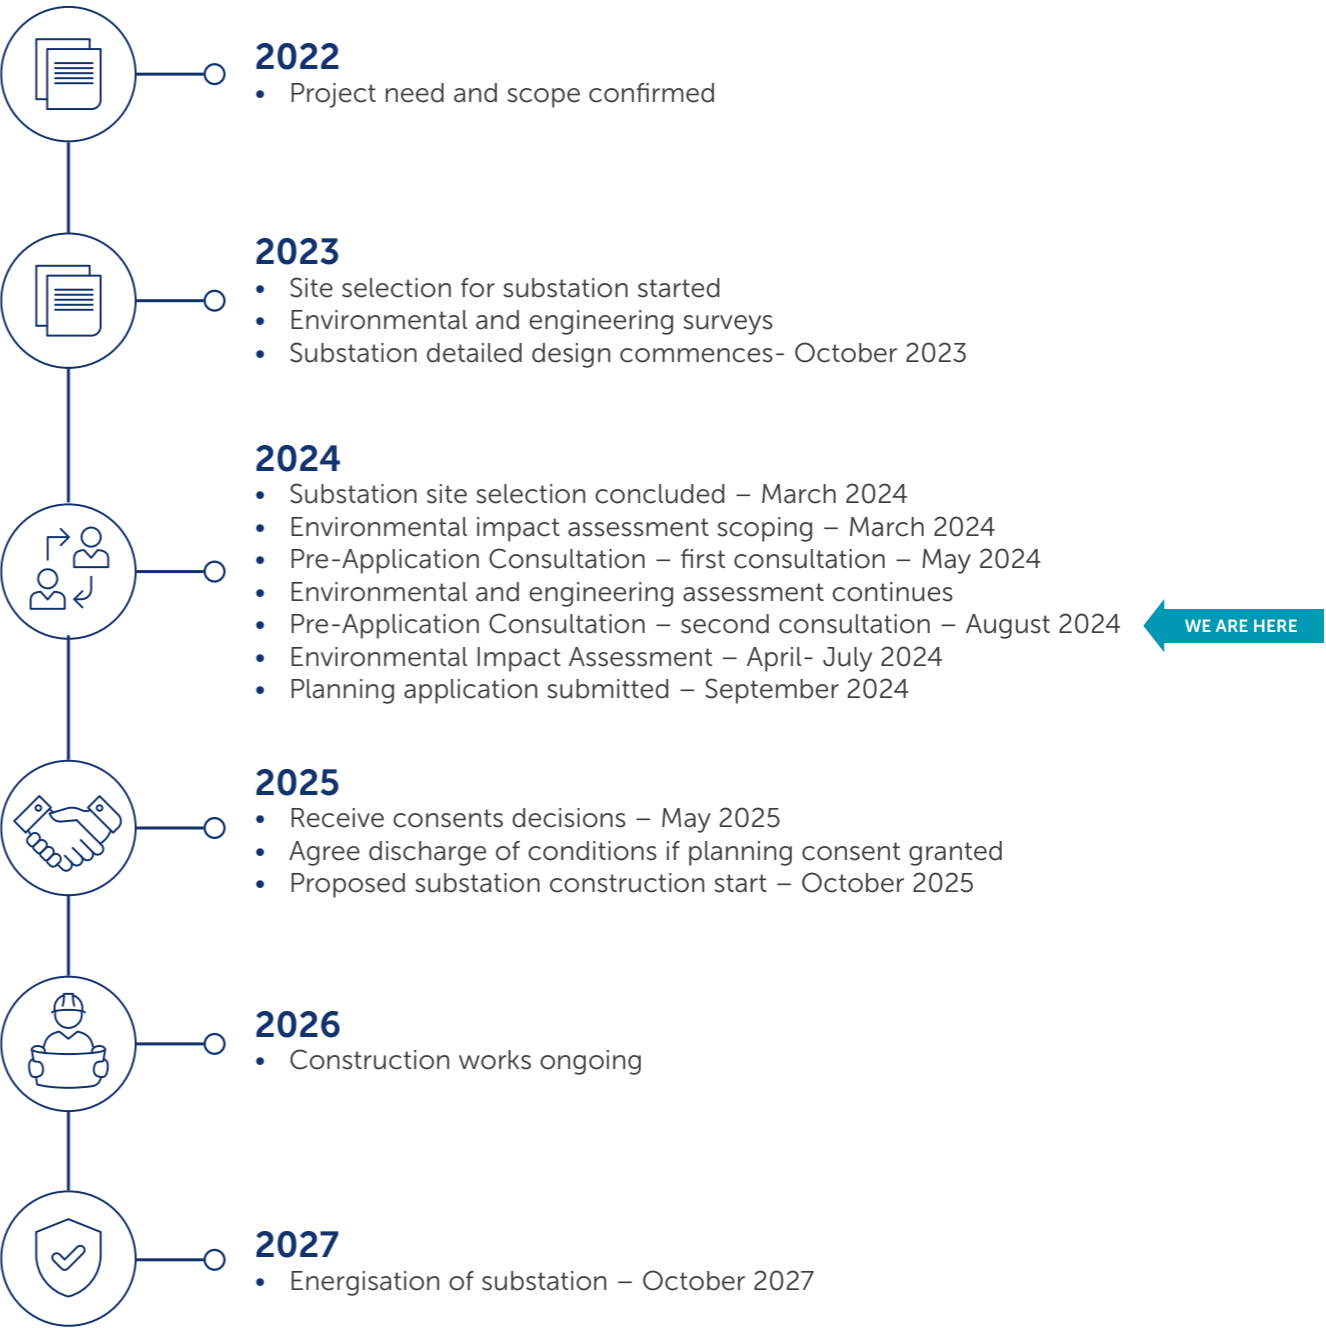 2022
• Project need and scope confirmed
2023
• Site selection for substation started
• Environmental and engineering surveys
• Substation detailed design commences- October 2023
2024
• Substation site selection concluded – March 2024
• Environmental impact assessment scoping – March 2024
• Pre-Application Consultation – first consultation – May 2024
• Environmental and engineering assessment continues
• Pre-Application Consultation – second consultation – August 2024
WE ARE HERE
• Environmental Impact Assessment – April- July 2024
• Planning application submitted – September 2024
2025
• Receive consents decisions – May 2025
• Agree discharge of conditions if planning consent granted
• Proposed substation construction start – October 2025
2026
• Construction works ongoing
2027
• Energisation of substation – October 2027